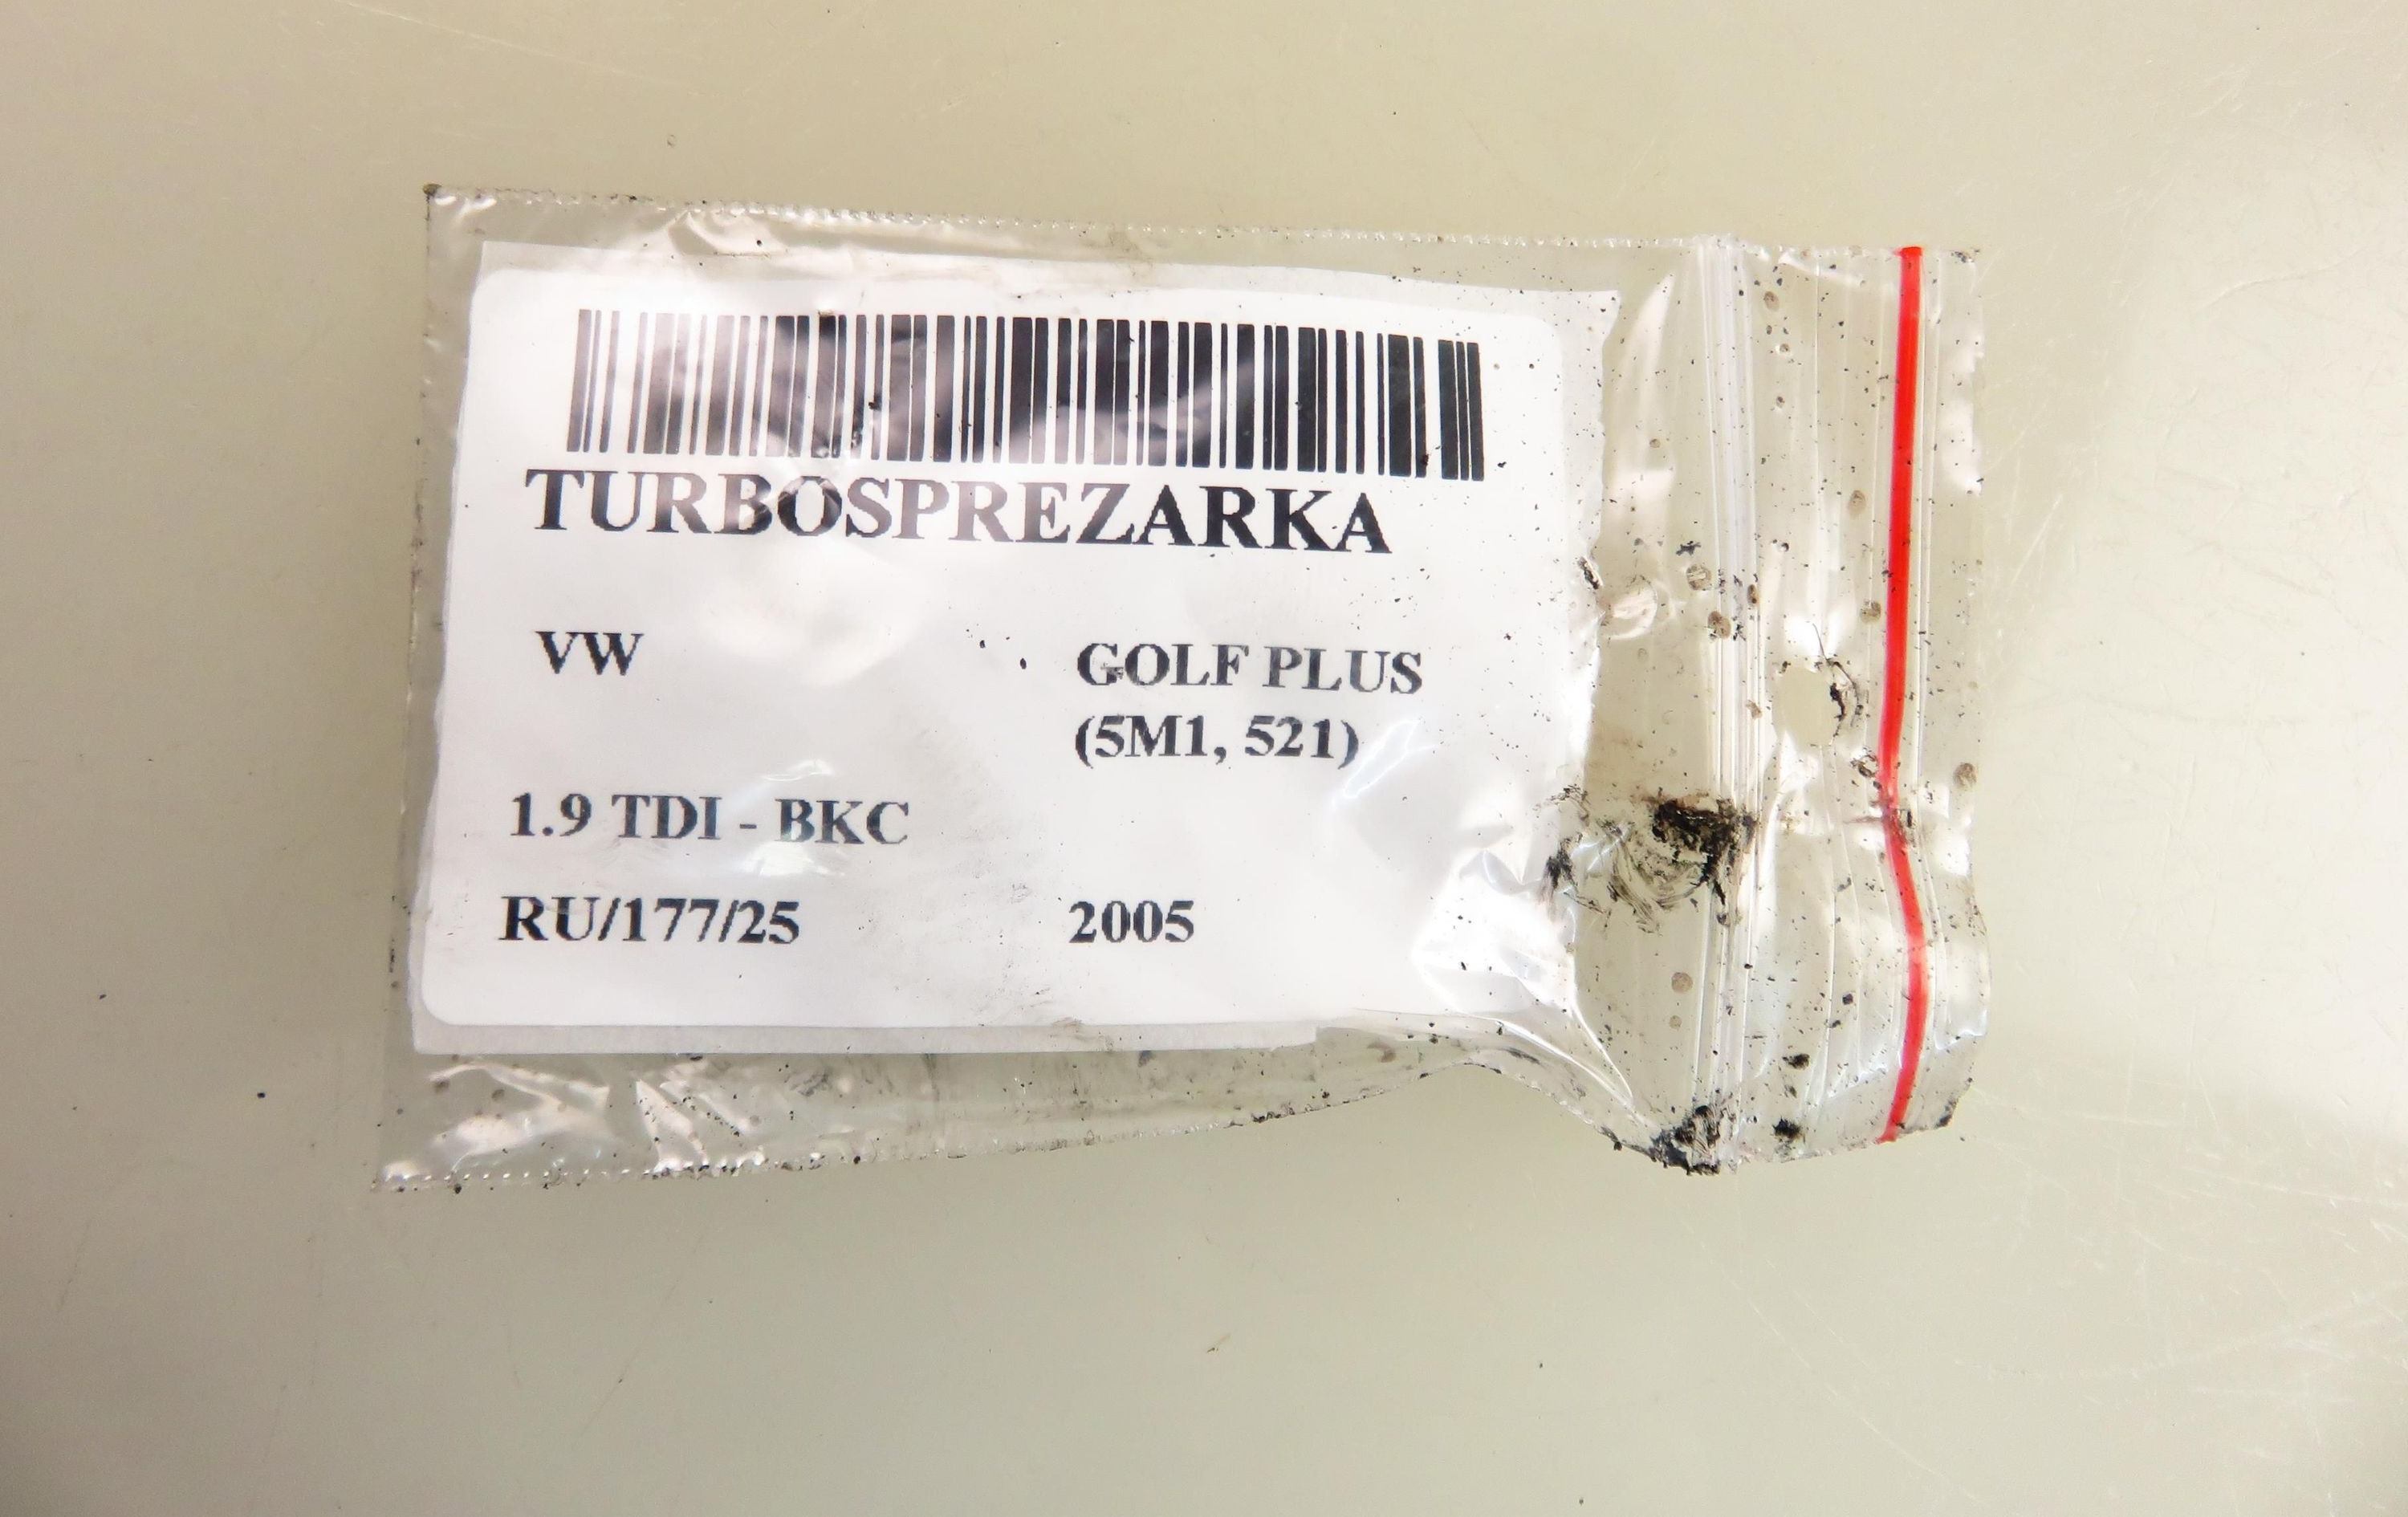 TURBOSPREZARKA
VW
GOLF PLUS
(5M1, 521)
1.9 TDI - BKC
RU/177/25
2005